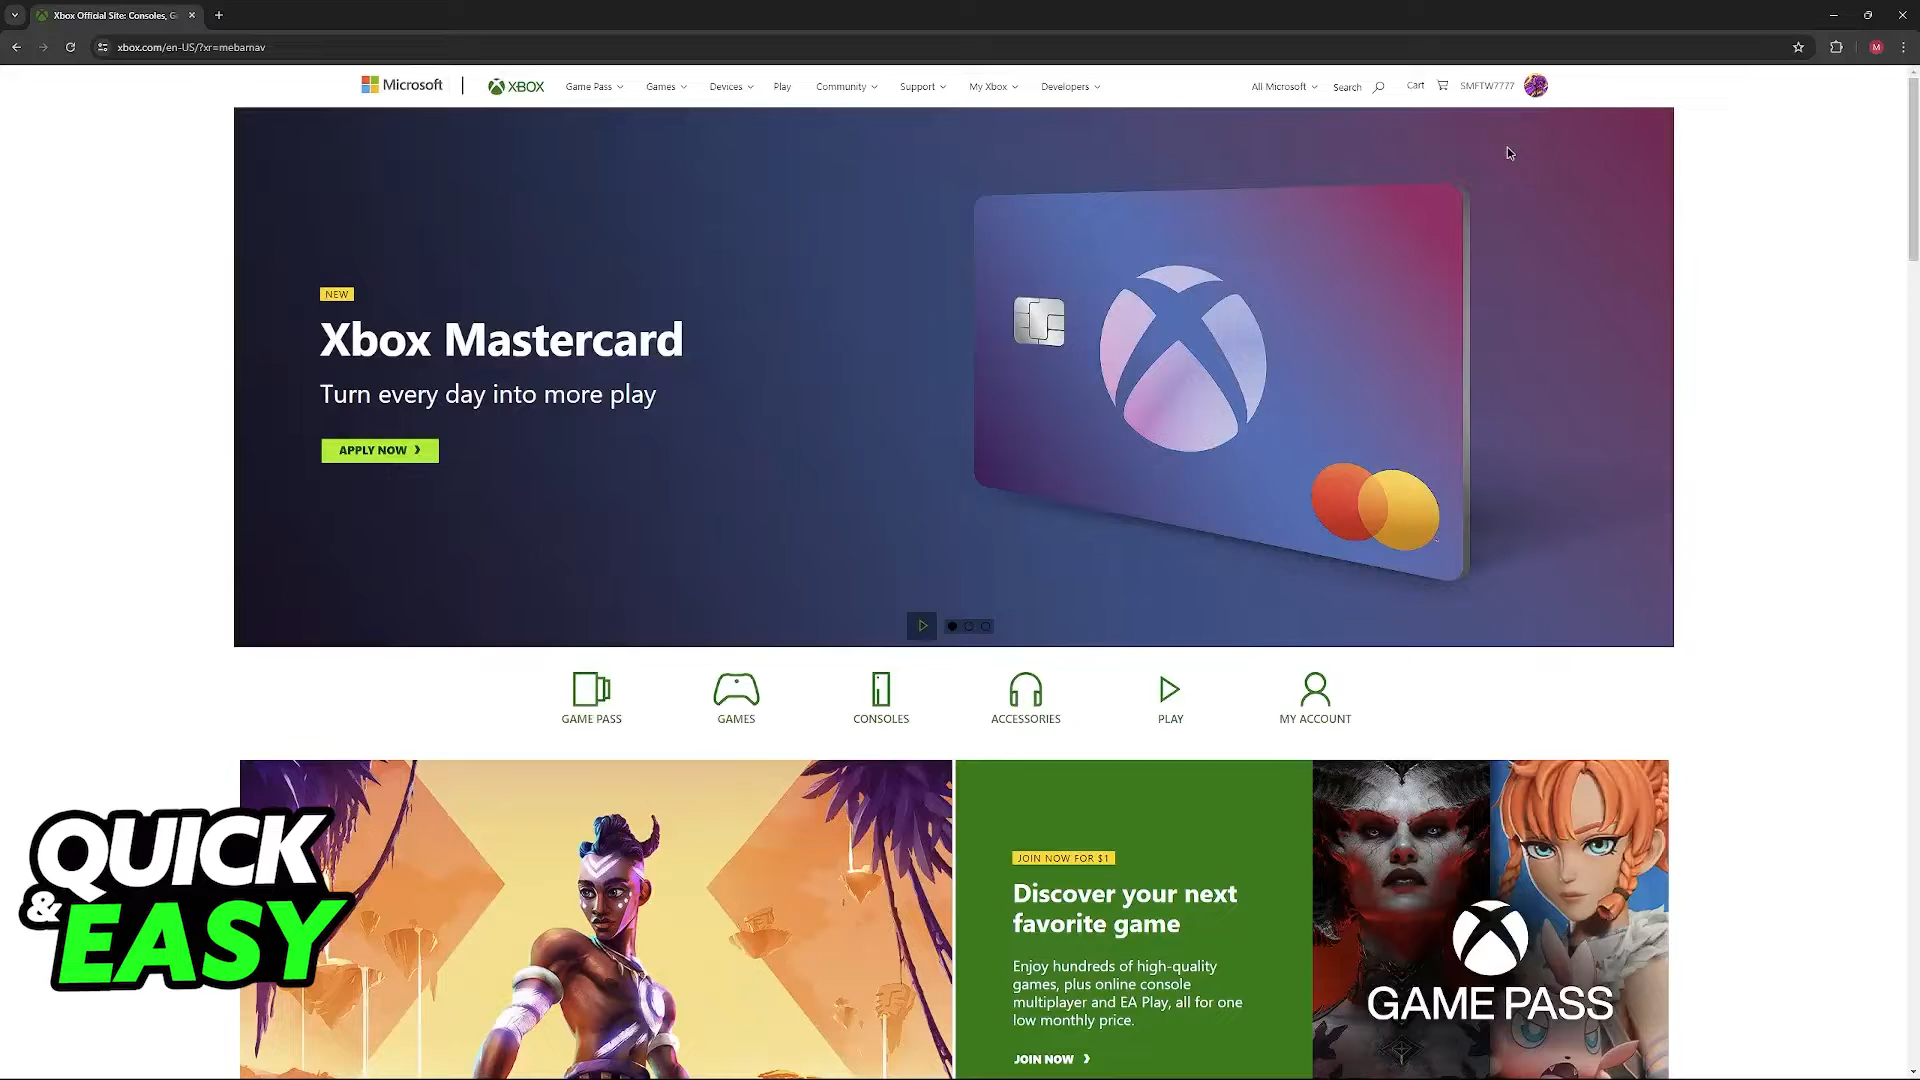 Xbox Official Site: Consoles, G
xbox.com/en-US/?xr=mebarnav
M
Microsoft
XBOX
Game Pass
Games
Devices
Play
Community
Support
My Xbox
Developers
All Microsoft
Search
Cart
SMFTW7777
NEW
Xbox Mastercard
Turn every day into more play
APPLY NOW
GAME PASS
GAMES
CONSOLES
ACCESSORIES
PLAY
MY ACCOUNT
QUICK
& EASY
JOIN NOW FOR $1
Discover your next
favorite game
Enjoy hundreds of high-quality
games, plus online console
multiplayer and EA Play, all for one
low monthly price.
JOIN NOW
GAME PASS